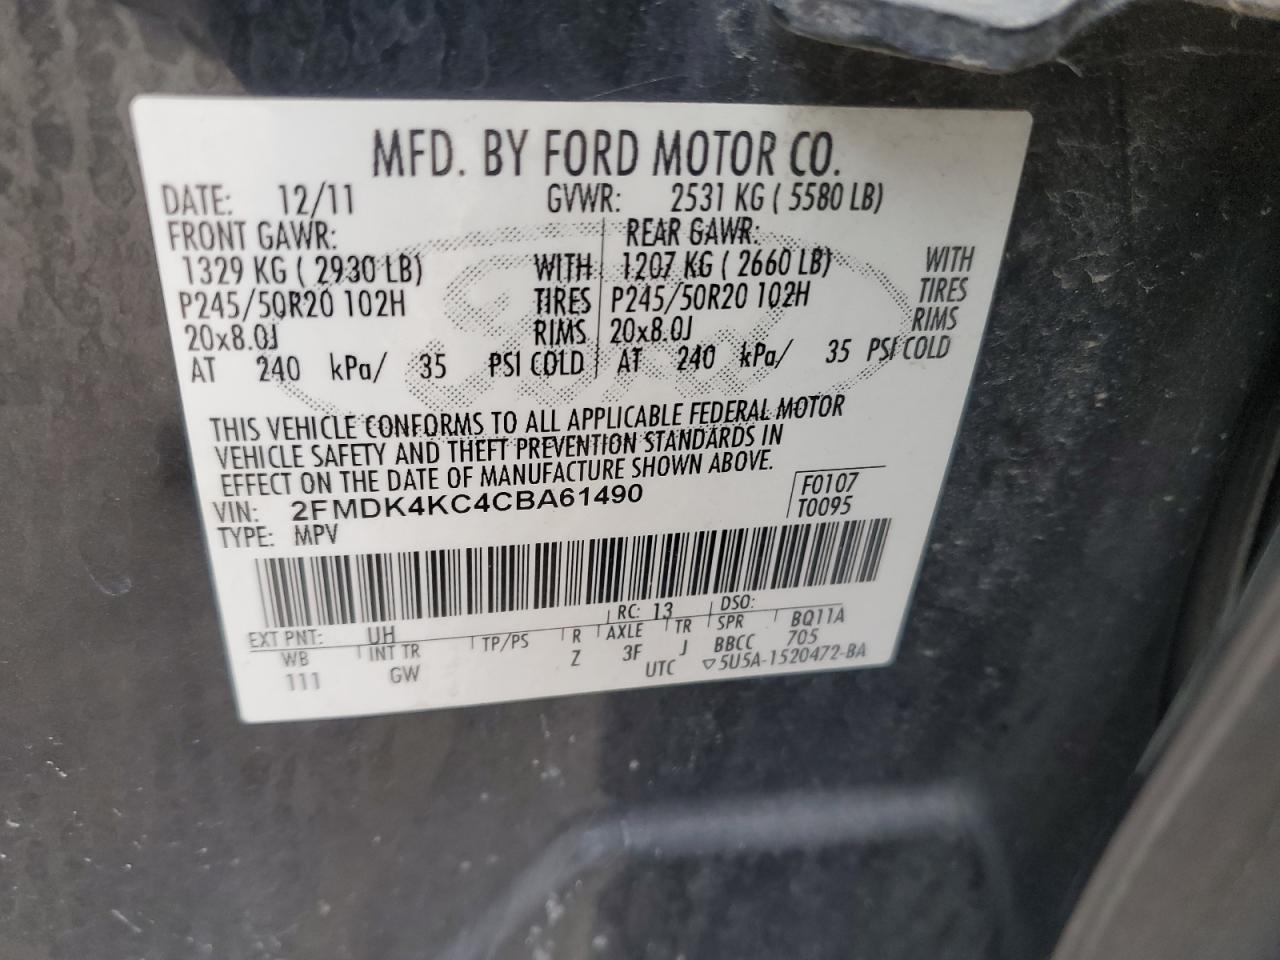 MFD. BY FORD MOTOR CO.
DATE: 12/11 GVWR: 2531 KG ( 5580 LB)
FRONT GAWR: REAR GAWR:
1329 KG ( 2930 LB) WITH 1207 KG ( 2660 LB) WITH
P245/50R20 102H TIRES P245/50R20 102H TIRES
20x8.0J RIMS 20x8.0J RIMS
AT 240 kPa/ 35 PSI COLD AT 240 kPa/ 35 PSI COLD
THIS VEHICLE CONFORMS TO ALL APPLICABLE FEDERAL MOTOR
VEHICLE SAFETY AND THEFT PREVENTION STANDARDS IN
EFFECT ON THE DATE OF MANUFACTURE SHOWN ABOVE.
VIN: 2FMDK4KC4CBA61490 F0107
TYPE: MPV T0095
EXT PNT: UH RC: 13 DSO:
WB INT TR TP/PS R AXLE TR SPR BQ11A
111 GW Z 3F J BBCC 705
UTC ▽5U5A-1520472-BA